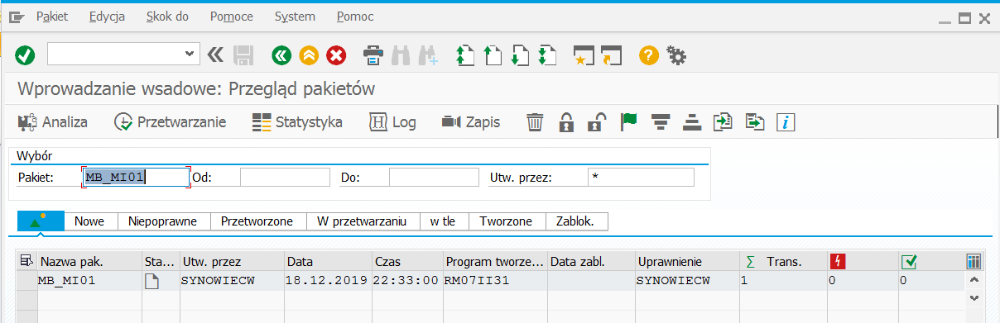 Pakiet Edycja Skok do Pomoce System Pomoc
Wprowadzanie wsadowe: Przegląd pakietów
Analiza Przetwarzanie Statystyka Log Zapis
Wybór
Pakiet: MB_MI01 Od: Do: Utw. przez: *
Nowe Niepoprawne Przetworzone W przetwarzaniu w tle Tworzone Zablok.
Nazwa pak. Sta... Utw. przez Data Czas Program tworze... Data zabl. Uprawnienie Σ Trans.
MB_MI01 SYNOWIECW 18.12.2019 22:33:00 RM07II31 SYNOWIECW 1 0 0